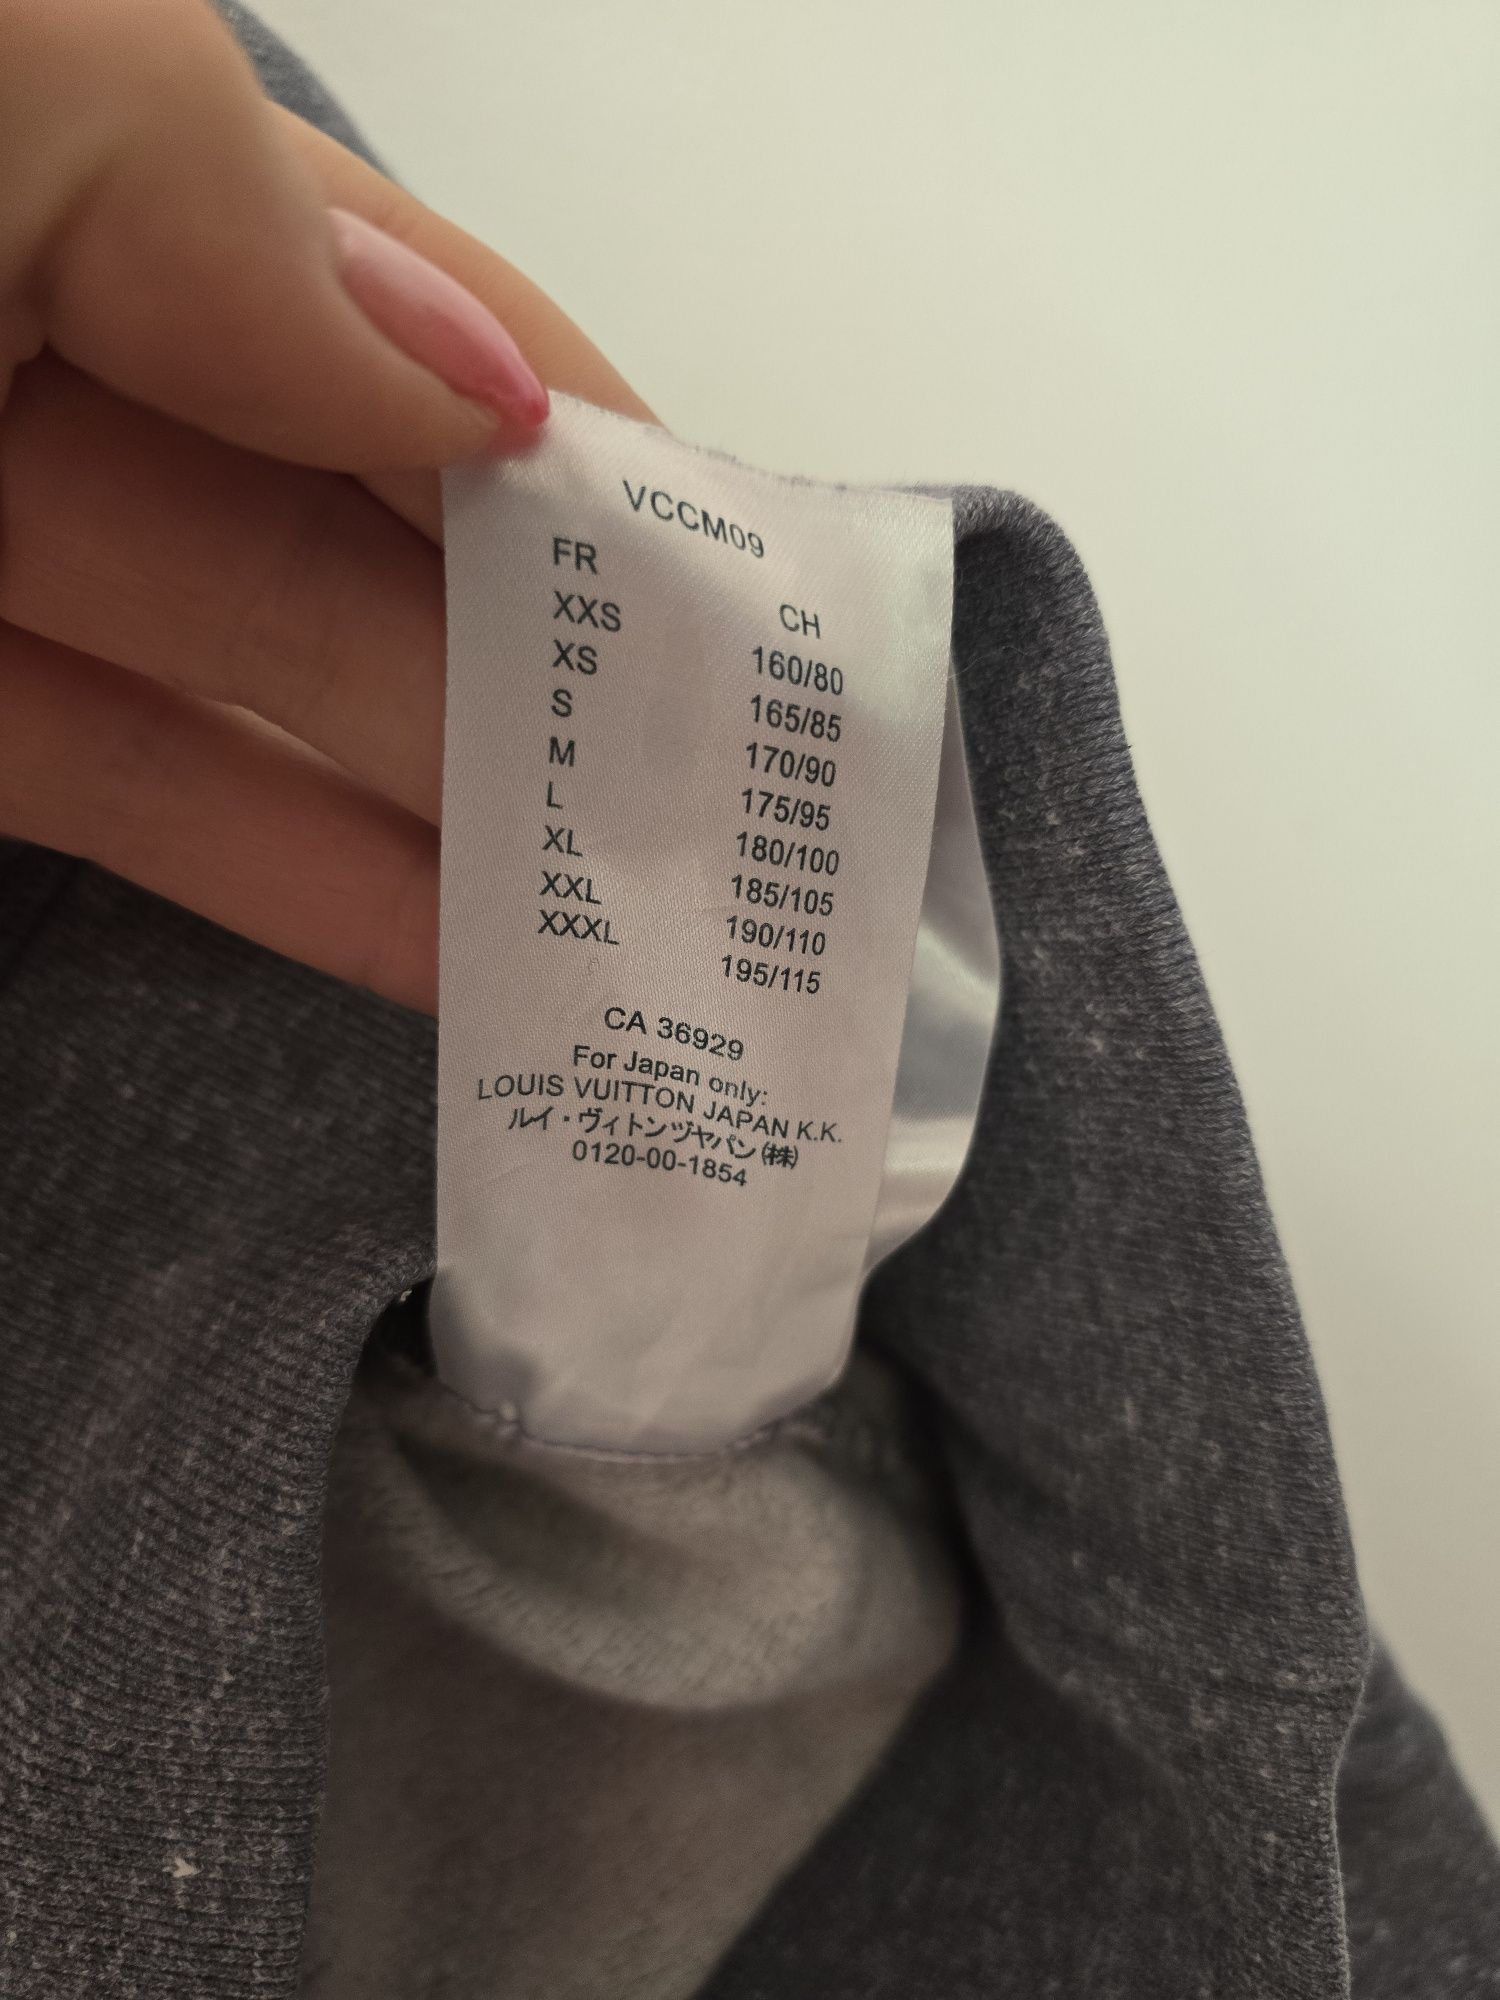 VCCM09
FR CH
XXS 160/80
XS 165/85
S 170/90
M 175/95
L 180/100
XL 185/105
XXL 190/110
XXXL 195/115
CA 36929
For Japan only:
LOUIS VUITTON JAPAN K.K.
ルイ・ヴィトンヅヤパン(株)
0120-00-1854